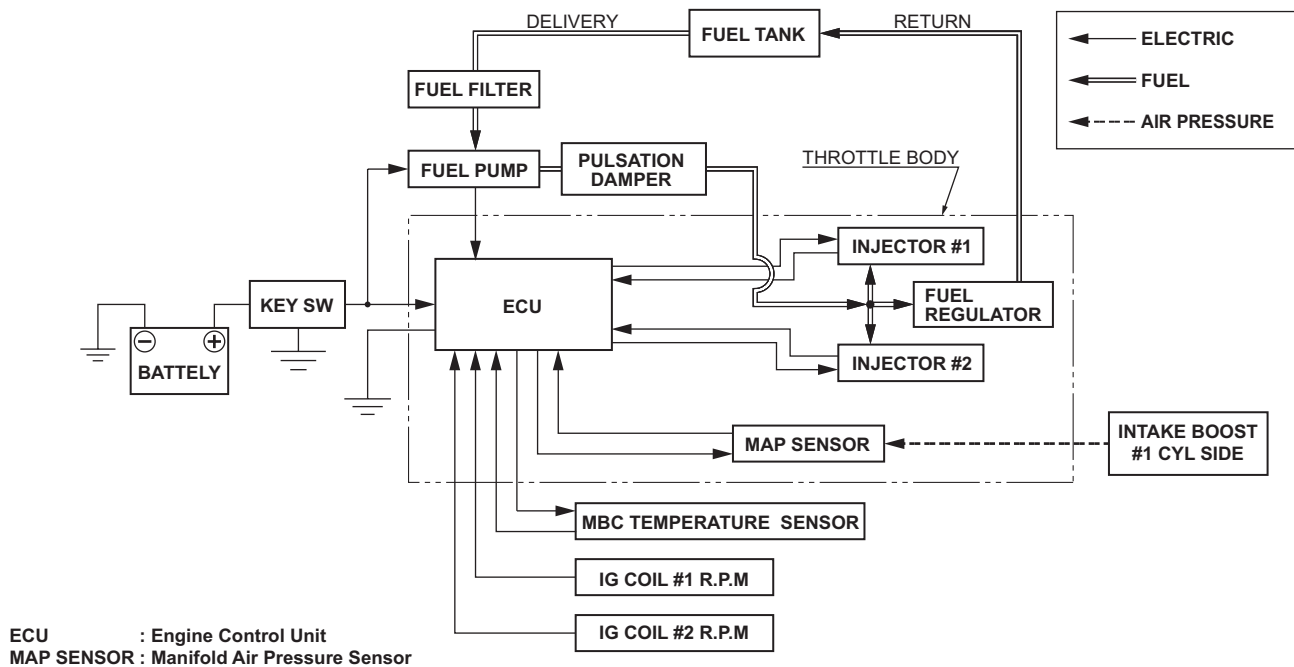 DELIVERY
FUEL TANK
RETURN
ELECTRIC
FUEL
AIR PRESSURE
FUEL FILTER
FUEL PUMP
PULSATION
DAMPER
THROTTLE BODY
INJECTOR #1
KEY SW
ECU
FUEL
REGULATOR
BATTELY
INJECTOR #2
MAP SENSOR
INTAKE BOOST
#1 CYL SIDE
MBC TEMPERATURE SENSOR
IG COIL #1 R.P.M
IG COIL #2 R.P.M
ECU : Engine Control Unit
MAP SENSOR : Manifold Air Pressure Sensor